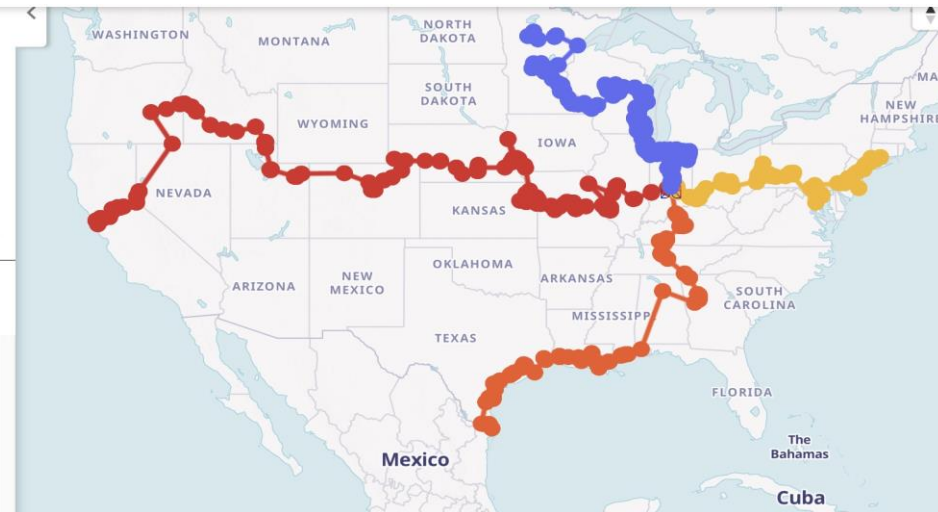 WASHINGTON
MONTANA
NORTH
DAKOTA
SOUTH
DAKOTA
WYOMING
IOWA
MA
NEW
HAMPSHIRE
NEVADA
KANSAS
OKLAHOMA
ARKANSAS
ARIZONA
NEW
MEXICO
SOUTH
CAROLINA
MISSISSIPP
TEXAS
FLORIDA
The
Bahamas
Mexico
Cuba